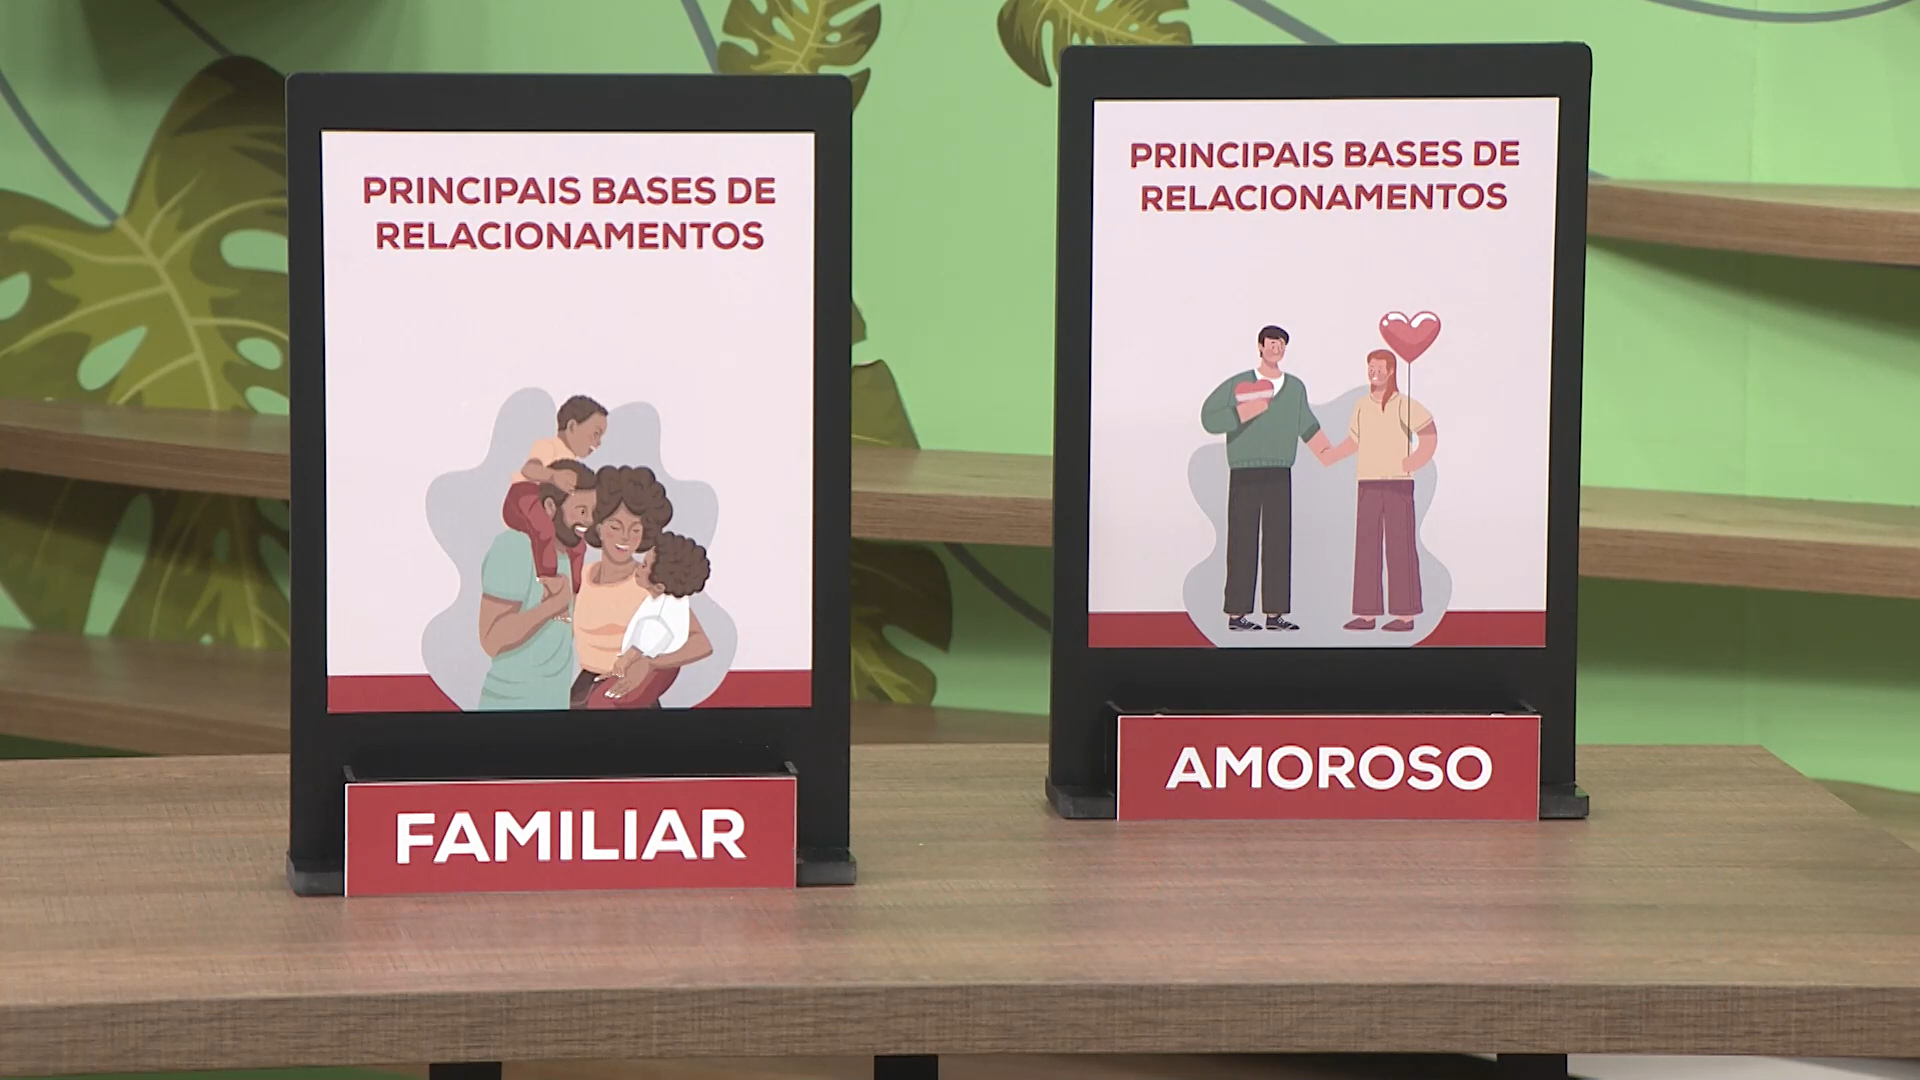 PRINCIPAIS BASES DE
RELACIONAMENTOS
FAMILIAR
PRINCIPAIS BASES DE
RELACIONAMENTOS
AMOROSO